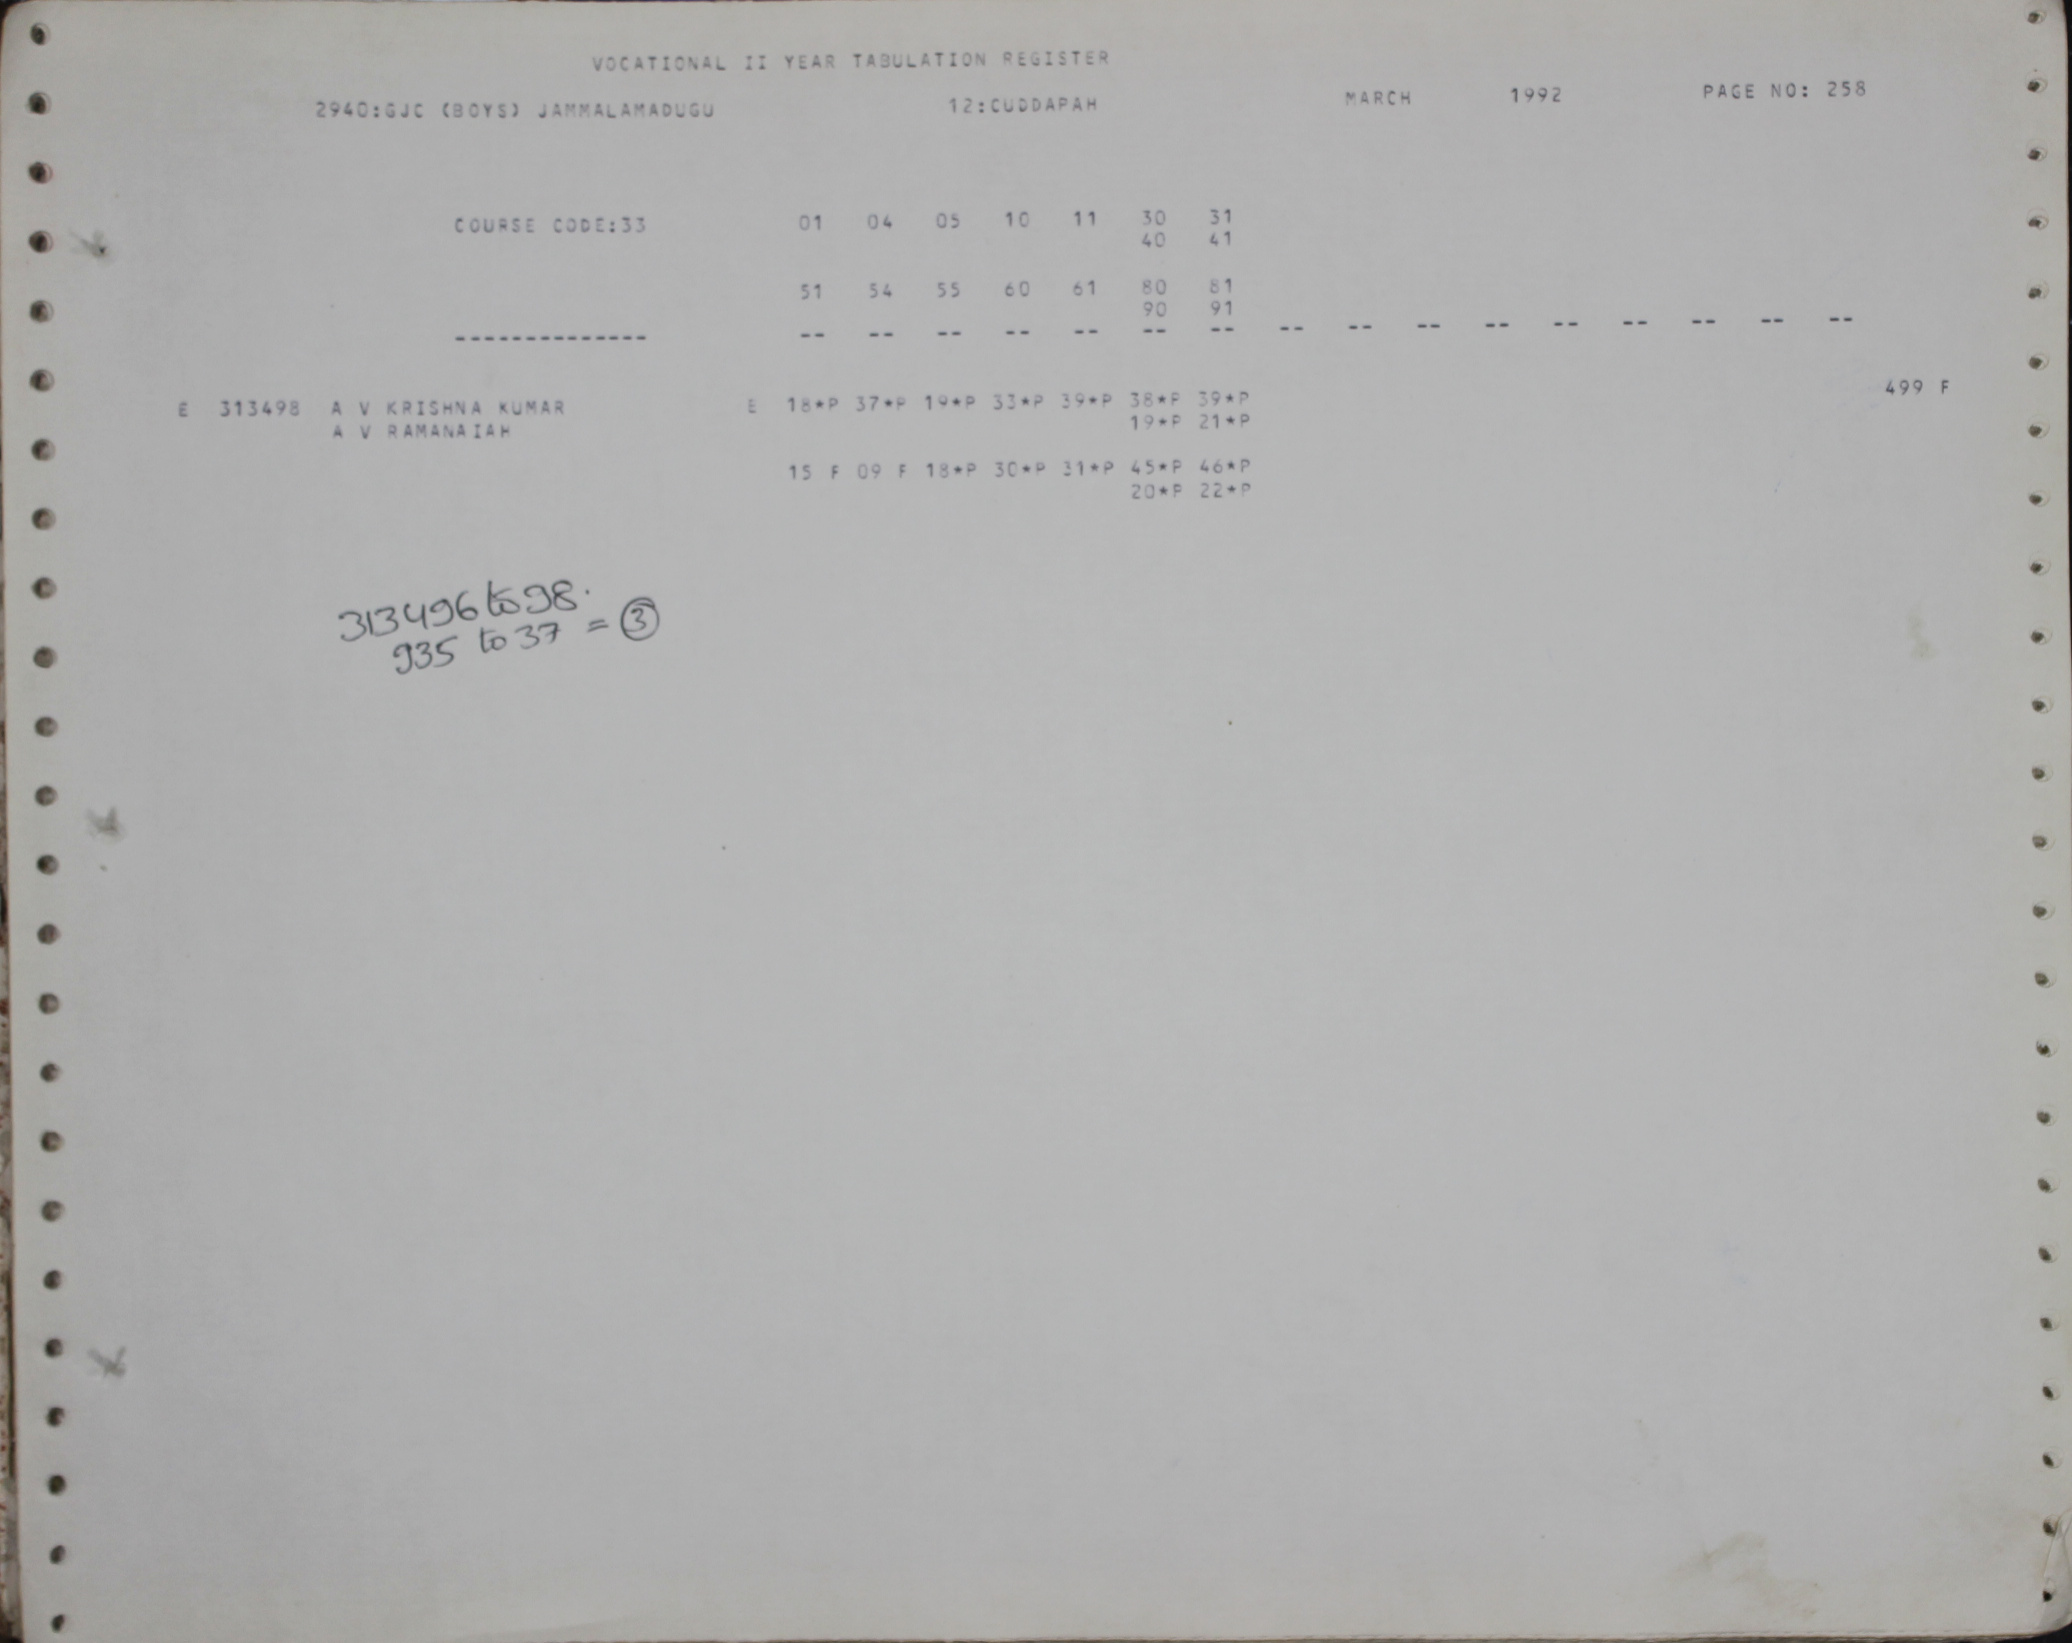 VOCATIONAL II YEAR TABULATION REGISTER
2940:GJC (BOYS) JAMMALAMADUGU 12:CUDDAPAH MARCH 1992 PAGE NO: 258
COURSE CODE:33 01 04 05 10 11 30 31
40 41
51 54 55 60 61 80 81
90 91
-------------- -- -- -- -- -- -- -- -- -- -- -- -- -- -- -- --
E 313498 A V KRISHNA KUMAR E 18*P 37*P 19*P 33*P 39*P 38*P 39*P 499 F
A V RAMANAIAH 19*P 21*P
15 F 09 F 18*P 30*P 31*P 45*P 46*P
20*P 22*P
313496 to 98.
935 to 37 = 3